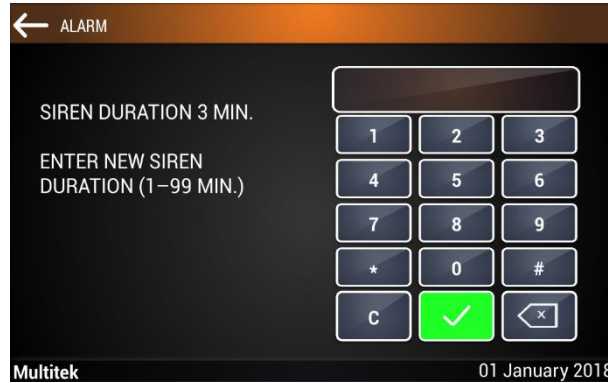 ALARM
SIREN DURATION 3 MIN.
ENTER NEW SIREN
DURATION (1–99 MIN.)
1 2 3
4 5 6
7 8 9
* 0 #
C
Multitek
01 January 2018